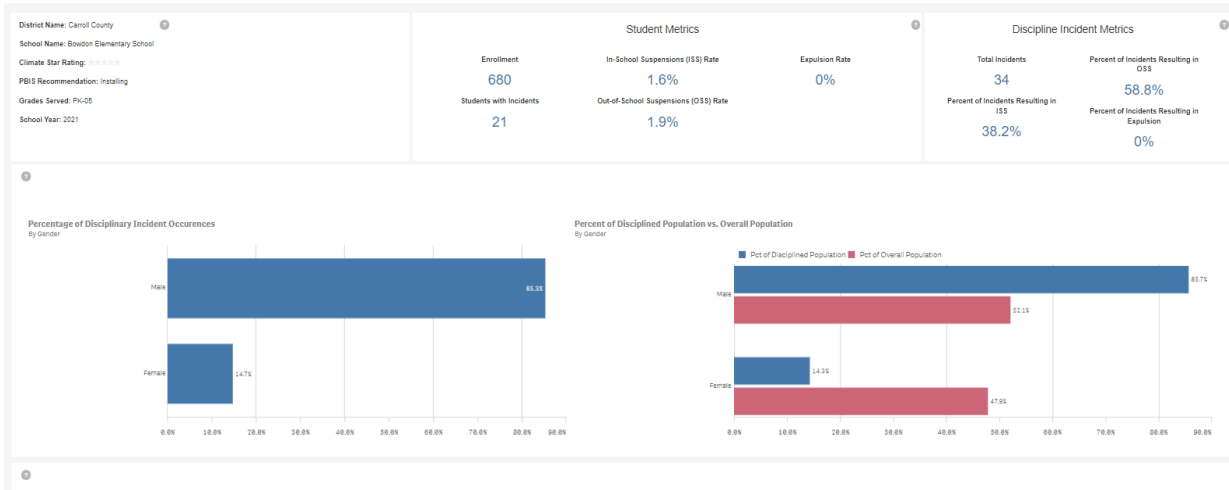 District Name: Carroll County
School Name: Bowdon Elementary School
Climate Star Rating:
PBIS Recommendation: Installing
Grades Served: PK-05
School Year: 2021
Student Metrics
Enrollment
680
In-School Suspensions (ISS) Rate
1.6%
Expulsion Rate
0%
Students with Incidents
21
Out-of-School Suspensions (OSS) Rate
1.9%
Discipline Incident Metrics
Total Incidents
34
Percent of Incidents Resulting in
OSS
58.8%
Percent of Incidents Resulting in
ISS
38.2%
Percent of Incidents Resulting in
Expulsion
0%
Percentage of Disciplinary Incident Occurences
By Gender
Male
85.3%
Female
14.7%
0.0% 10.0% 20.0% 30.0% 40.0% 50.0% 60.0% 70.0% 80.0% 90.0%
Percent of Disciplined Population vs. Overall Population
By Gender
Pct of Disciplined Population Pct of Overall Population
Male
85.7%
52.1%
Female
14.3%
47.9%
0.0% 10.0% 20.0% 30.0% 40.0% 50.0% 60.0% 70.0% 80.0% 90.0%